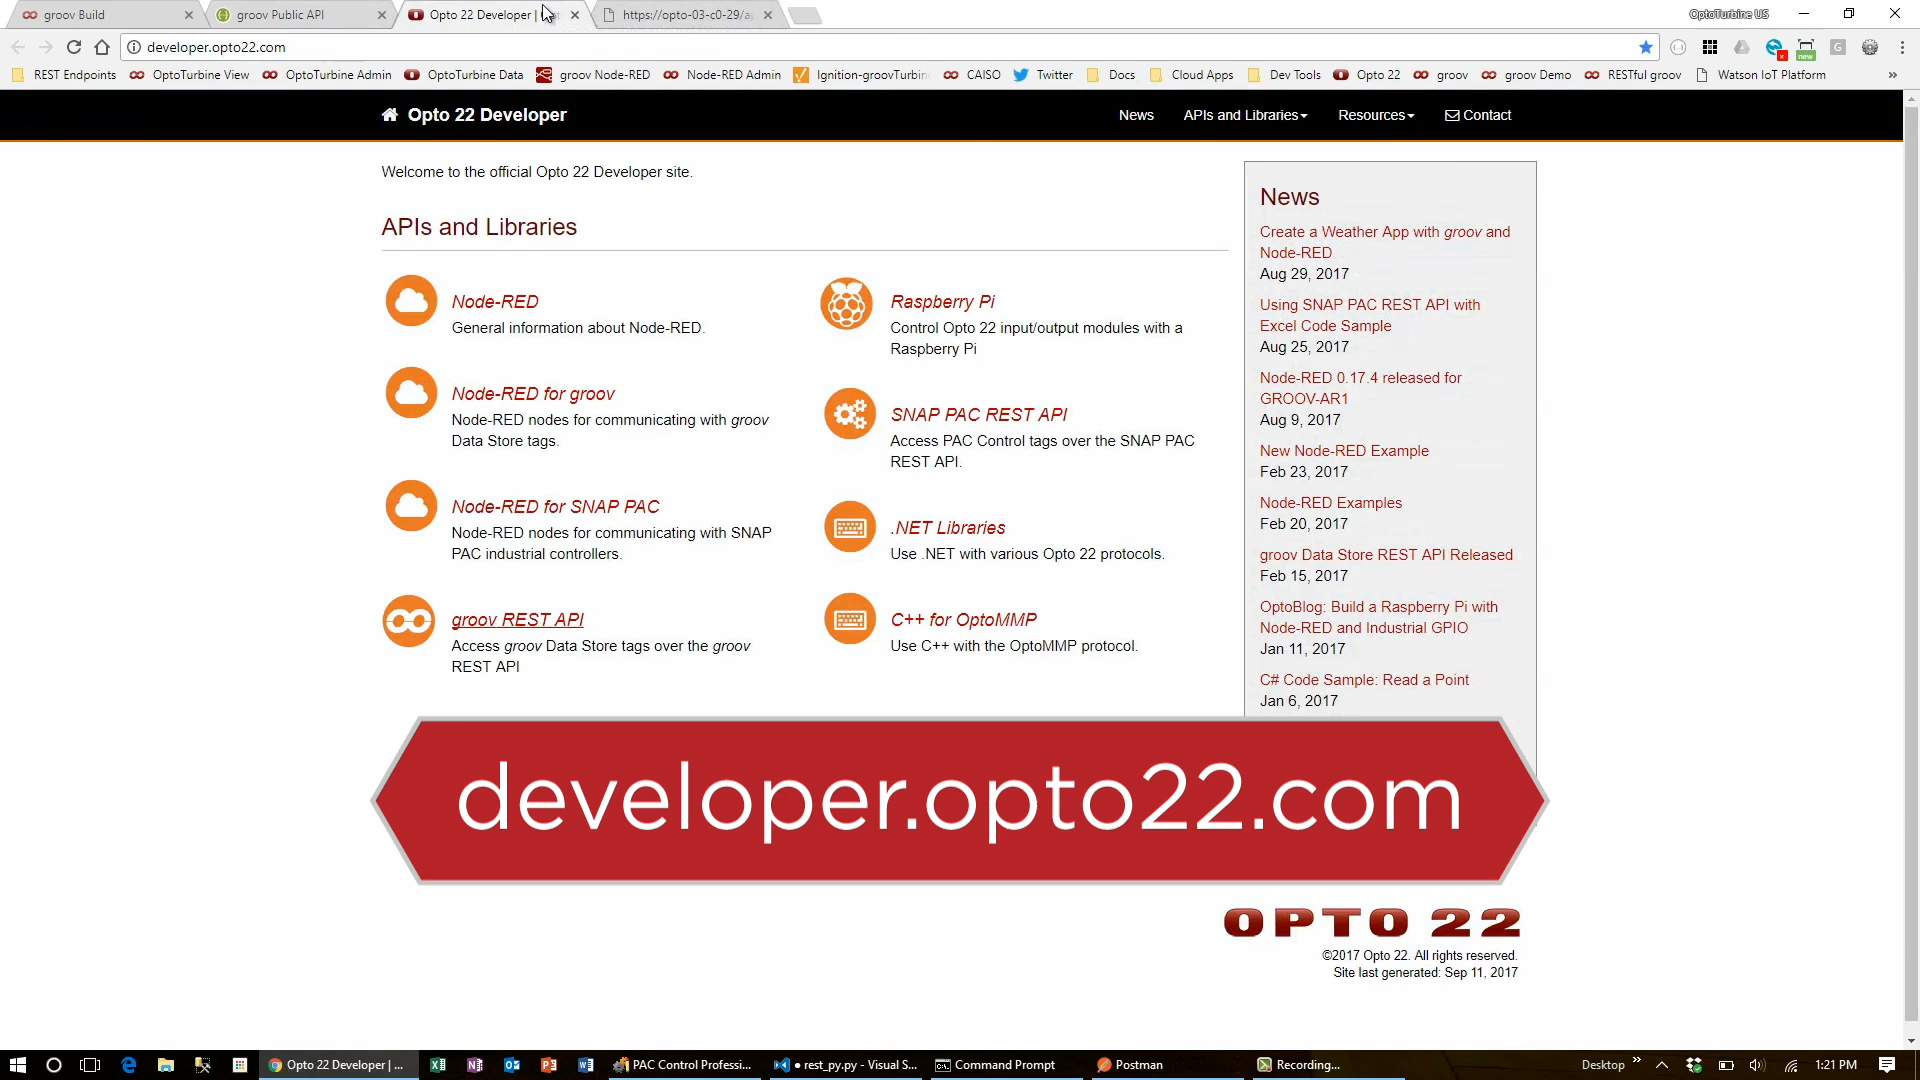 groov Build
groov Public API
Opto 22 Developer |
https://opto-03-c0-29/a
OptoTurbine US
developer.opto22.com
REST Endpoints
OptoTurbine View
OptoTurbine Admin
OptoTurbine Data
groov Node-RED
Node-RED Admin
Ignition-groovTurbin
CAISO
Twitter
Docs
Cloud Apps
Dev Tools
Opto 22
groov
groov Demo
RESTful groov
Watson IoT Platform
»
Opto 22 Developer
News
APIs and Libraries
Resources
Contact
Welcome to the official Opto 22 Developer site.
APIs and Libraries
Node-RED
General information about Node-RED.
Node-RED for groov
Node-RED nodes for communicating with groov
Data Store tags.
Node-RED for SNAP PAC
Node-RED nodes for communicating with SNAP
PAC industrial controllers.
groov REST API
Access groov Data Store tags over the groov
REST API
Raspberry Pi
Control Opto 22 input/output modules with a
Raspberry Pi
SNAP PAC REST API
Access PAC Control tags over the SNAP PAC
REST API.
.NET Libraries
Use .NET with various Opto 22 protocols.
C++ for OptoMMP
Use C++ with the OptoMMP protocol.
News
Create a Weather App with groov and
Node-RED
Aug 29, 2017
Using SNAP PAC REST API with
Excel Code Sample
Aug 25, 2017
Node-RED 0.17.4 released for
GROOV-AR1
Aug 9, 2017
New Node-RED Example
Feb 23, 2017
Node-RED Examples
Feb 20, 2017
groov Data Store REST API Released
Feb 15, 2017
OptoBlog: Build a Raspberry Pi with
Node-RED and Industrial GPIO
Jan 11, 2017
C# Code Sample: Read a Point
Jan 6, 2017
developer.opto22.com
OPTO 22
©2017 Opto 22. All rights reserved.
Site last generated: Sep 11, 2017
Opto 22 Developer | ...
PAC Control Professi...
● rest_py.py - Visual S...
Command Prompt
Postman
Recording...
Desktop
»
1:21 PM